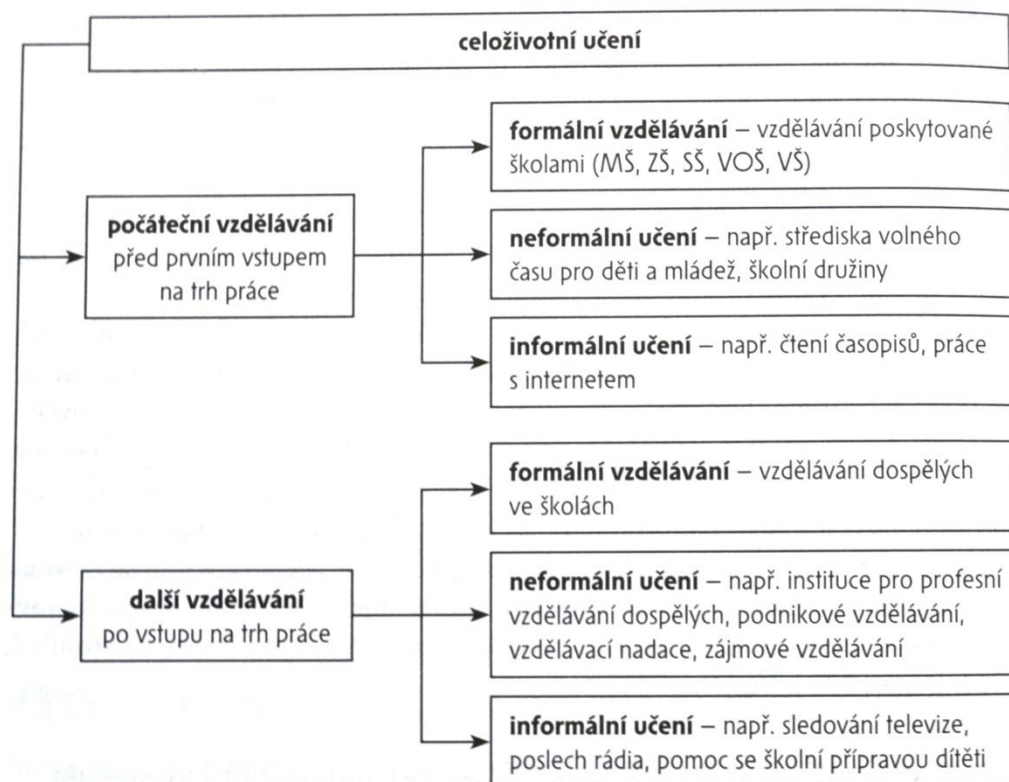 celoživotní učení
formální vzdělávání – vzdělávání poskytované
školami (MŠ, ZŠ, SŠ, VOŠ, VŠ)
počáteční vzdělávání
před prvním vstupem
na trh práce
neformální učení – např. střediska volného
času pro děti a mládež, školní družiny
informální učení – např. čtení časopisů, práce
s internetem
formální vzdělávání – vzdělávání dospělých
ve školách
další vzdělávání
po vstupu na trh práce
neformální učení – např. instituce pro profesní
vzdělávání dospělých, podnikové vzdělávání,
vzdělávací nadace, zájmové vzdělávání
informální učení – např. sledování televize,
poslech rádia, pomoc se školní přípravou dítěti